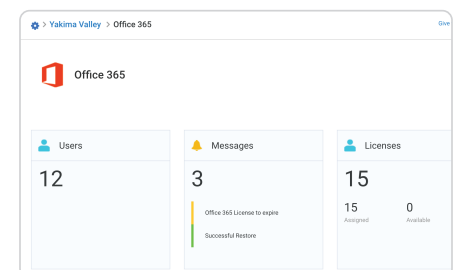 > Yakima Valley > Office 365
Give
Office 365
Users
12
Messages
3
Office 365 License to expire
Successful Restore
Licenses
15
15
Assigned
0
Available